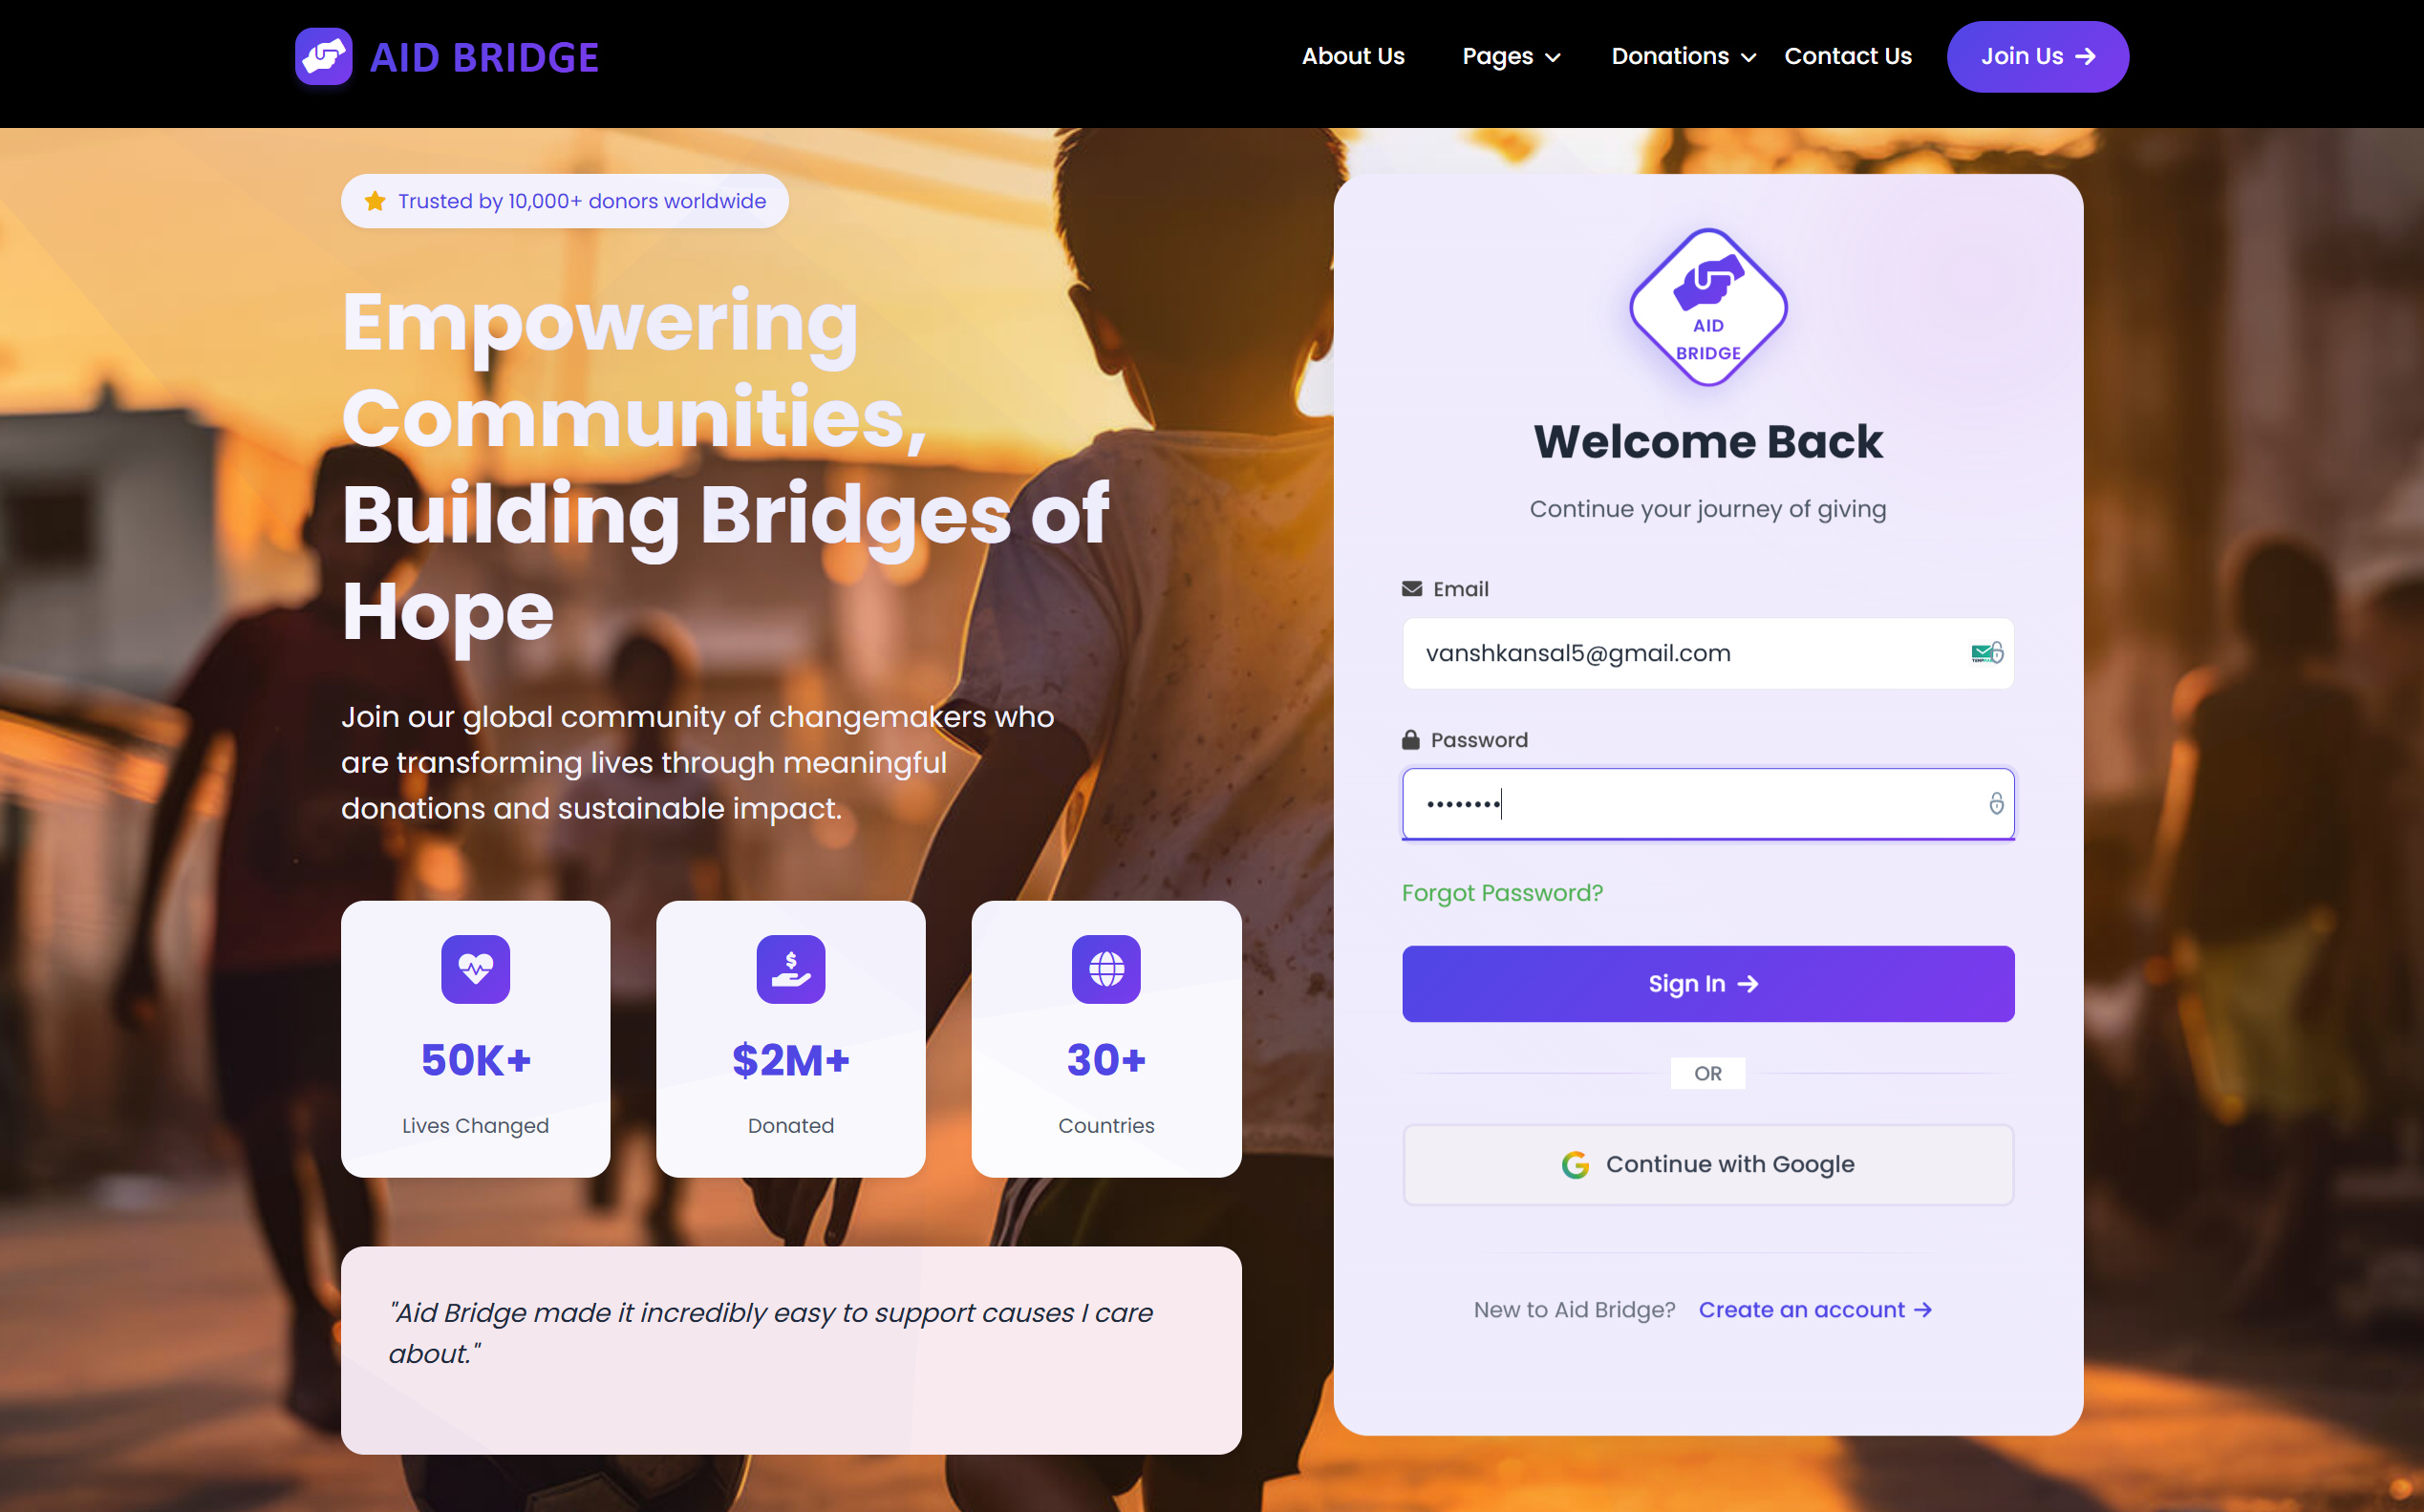 AID BRIDGE
About Us
Pages
Donations
Contact Us
Join Us →
Trusted by 10,000+ donors worldwide
Empowering
Communities,
Building Bridges of
Hope
Join our global community of changemakers who
are transforming lives through meaningful
donations and sustainable impact.
50K+
Lives Changed
$2M+
Donated
30+
Countries
"Aid Bridge made it incredibly easy to support causes I care
about."
AID
BRIDGE
Welcome Back
Continue your journey of giving
Email
vanshkansal5@gmail.com
Password
••••••••
Forgot Password?
Sign In →
OR
Continue with Google
New to Aid Bridge? Create an account →